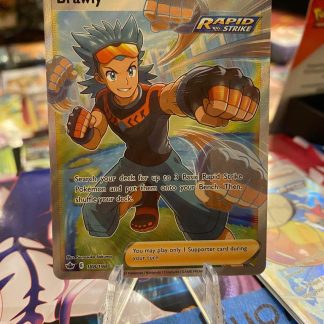 Brawly
RAPID
STRIKE
Search your deck for up to 3 Basic Rapid Strike
Pokémon and put them onto your Bench. Then,
shuffle your deck.
You may play only 1 Supporter card during
your turn.